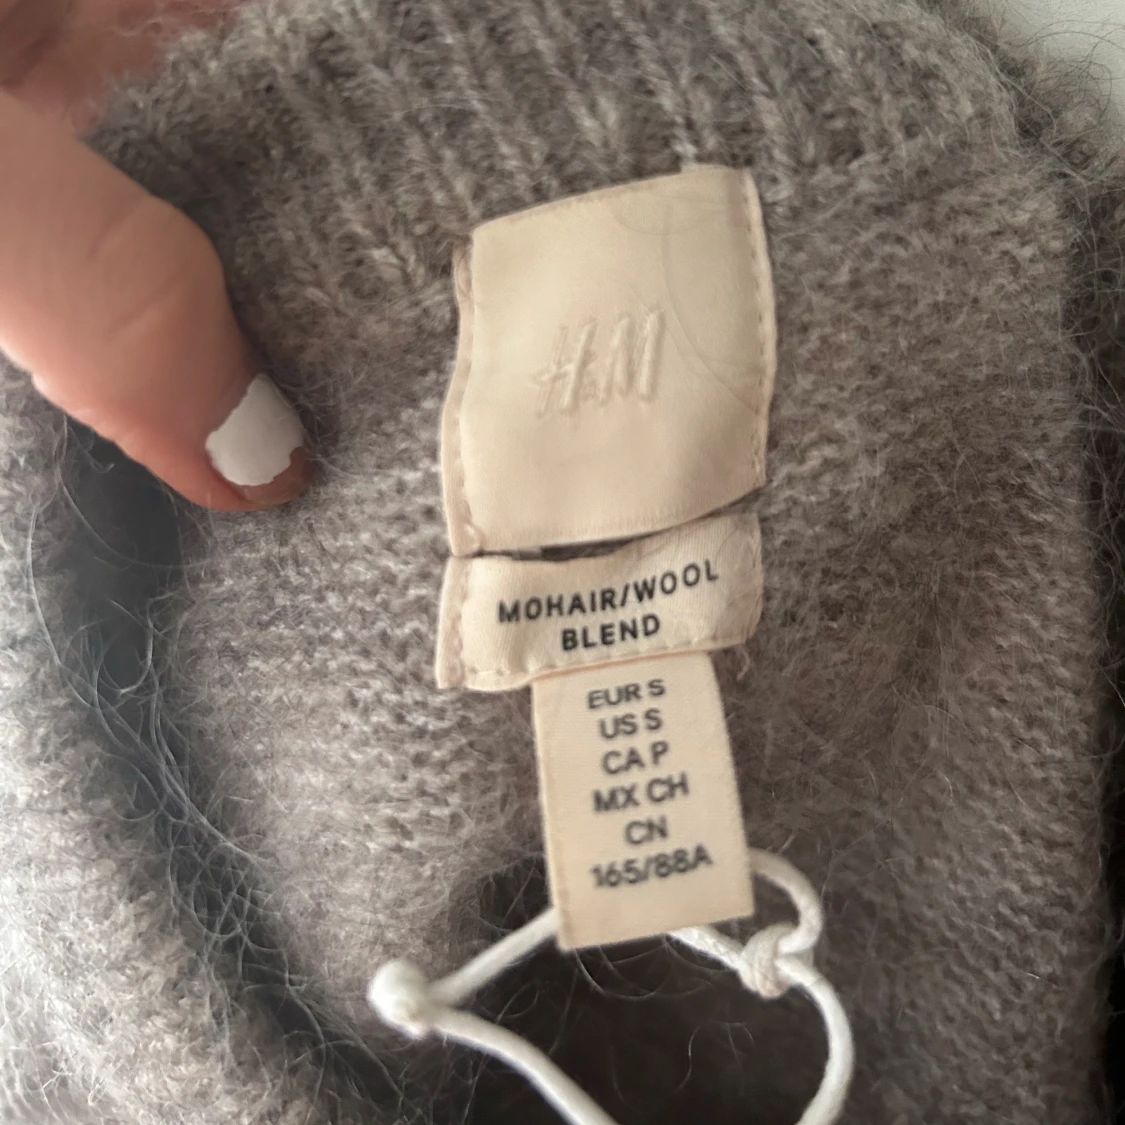 H&M
MOHAIR/WOOL
BLEND
EUR S
US S
CA P
MX CH
CN
165/88A